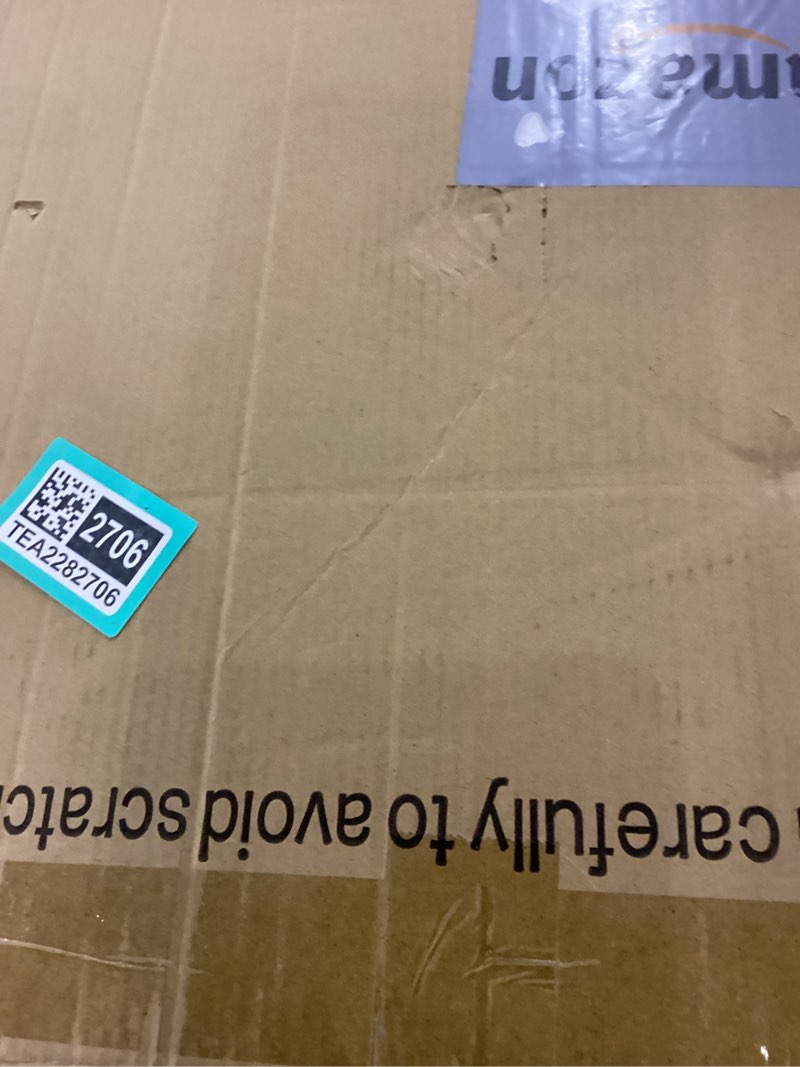 amazon
2706
TEA2282706
carefully to avoid scratc